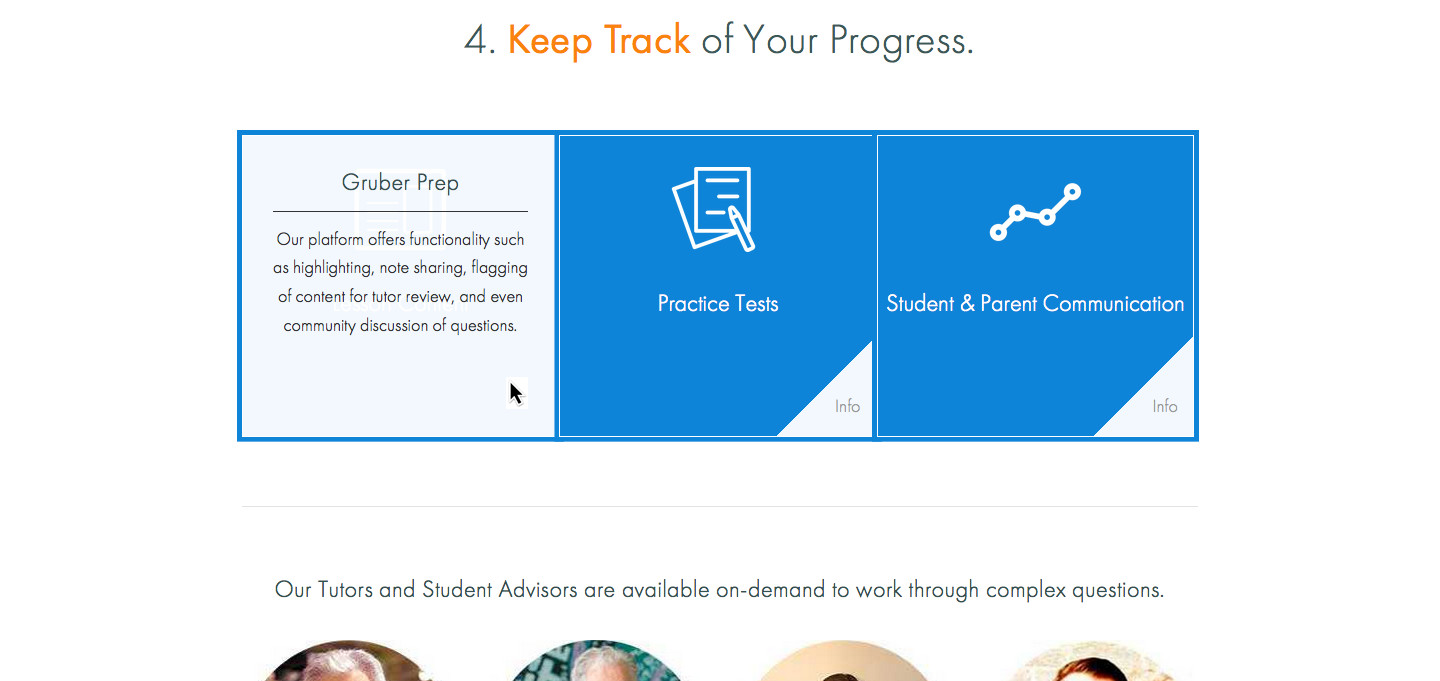 4. Keep Track of Your Progress.
Gruber Prep
Our platform offers functionality such
as highlighting, note sharing, flagging
of content for tutor review, and even
community discussion of questions.
Practice Tests
Info
Student & Parent Communication
Info
Our Tutors and Student Advisors are available on-demand to work through complex questions.